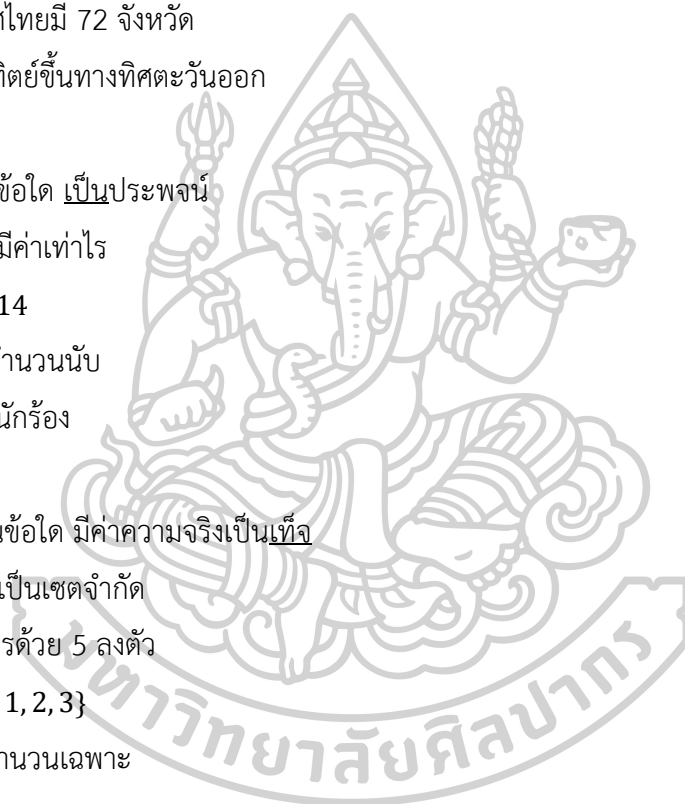 ศไทยมี 72 จังหวัด
ทิตย์ขึ้นทางทิศตะวันออก
ข้อใด เป็นประพจน์
มีค่าเท่าไร
14
จำนวนนับ
นักร้อง
นข้อใด มีค่าความจริงเป็นเท็จ
เป็นเซตจำกัด
รด้วย 5 ลงตัว
1, 2, 3}
ำนวนเฉพาะ
มหาวิทยาลัยศิลปากร